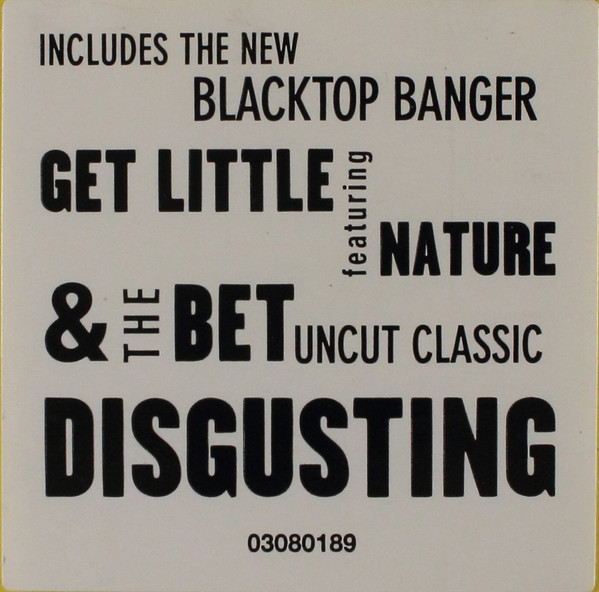 INCLUDES THE NEW
BLACKTOP BANGER
GET LITTLE
featuring
NATURE
& THE BET UNCUT CLASSIC
DISGUSTING
03080189